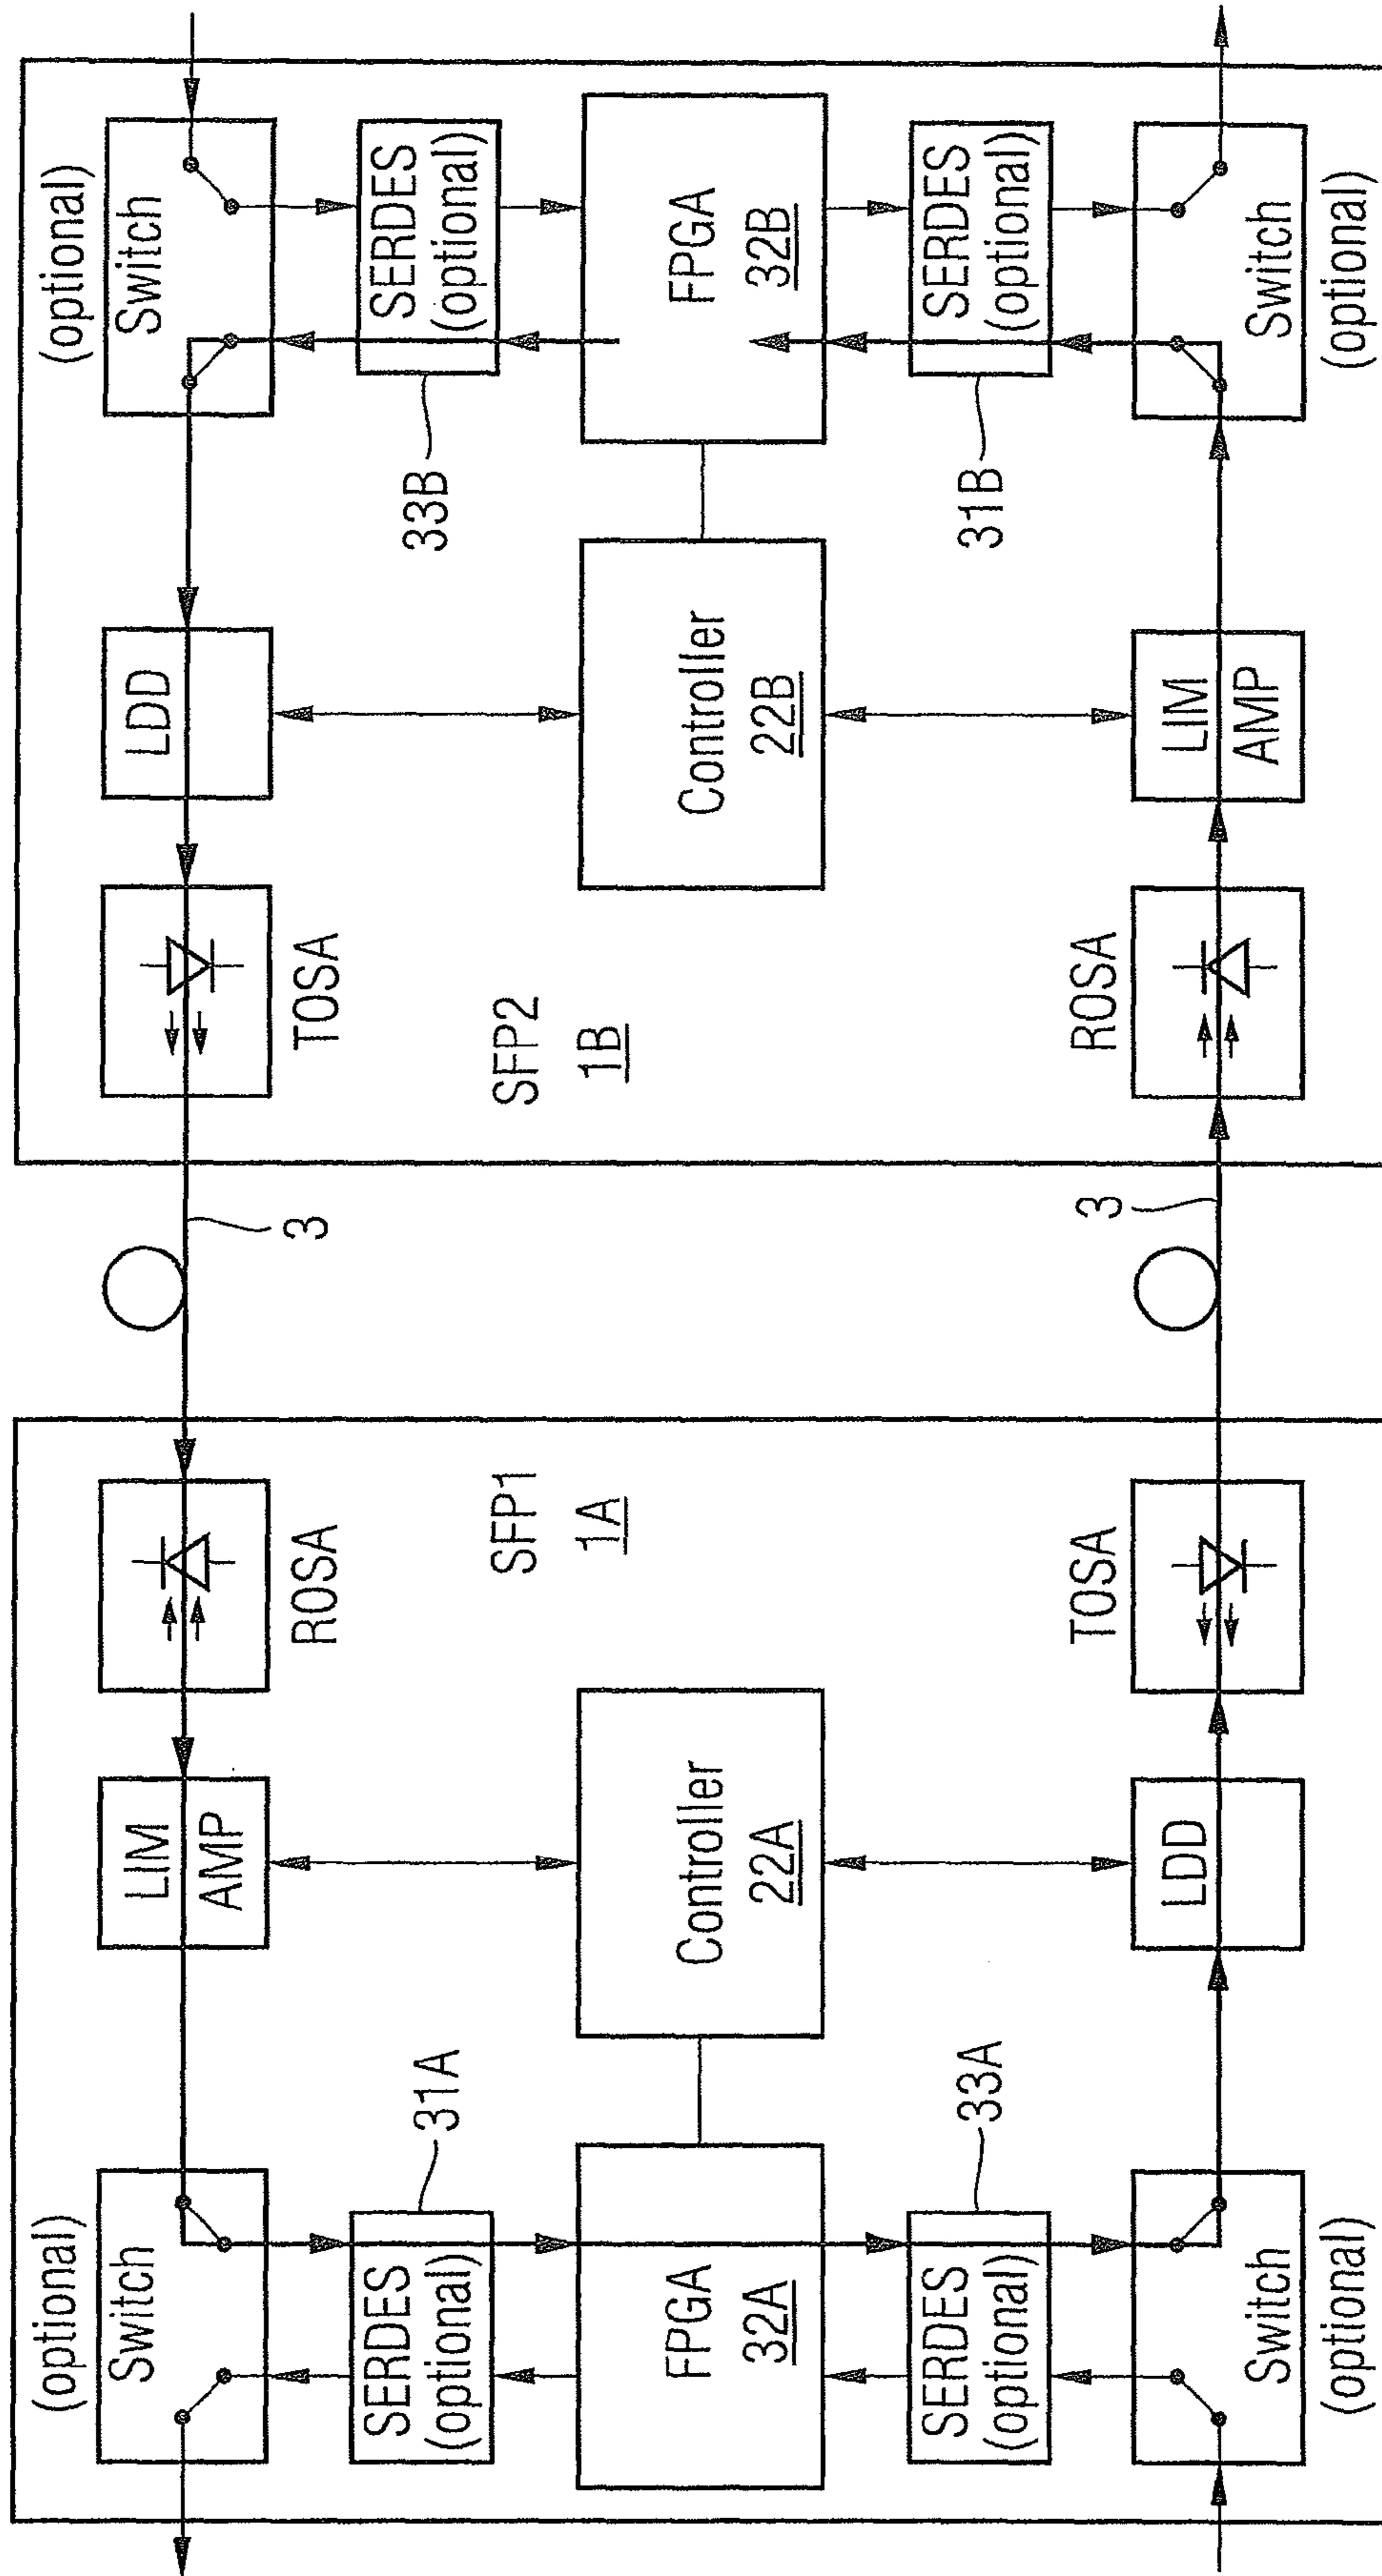 (optional)
Switch
LIM
AMP
ROSA
3
TOSA
LDD
Switch
(optional)
SERDES
(optional)
31A
33B
SERDES
(optional)
FPGA
32A
Controller
22A
SFP1
1A
SFP2
1B
Controller
22B
FPGA
32B
SERDES
(optional)
33A
31B
SERDES
(optional)
Switch
(optional)
LDD
TOSA
3
ROSA
LIM
AMP
Switch
(optional)